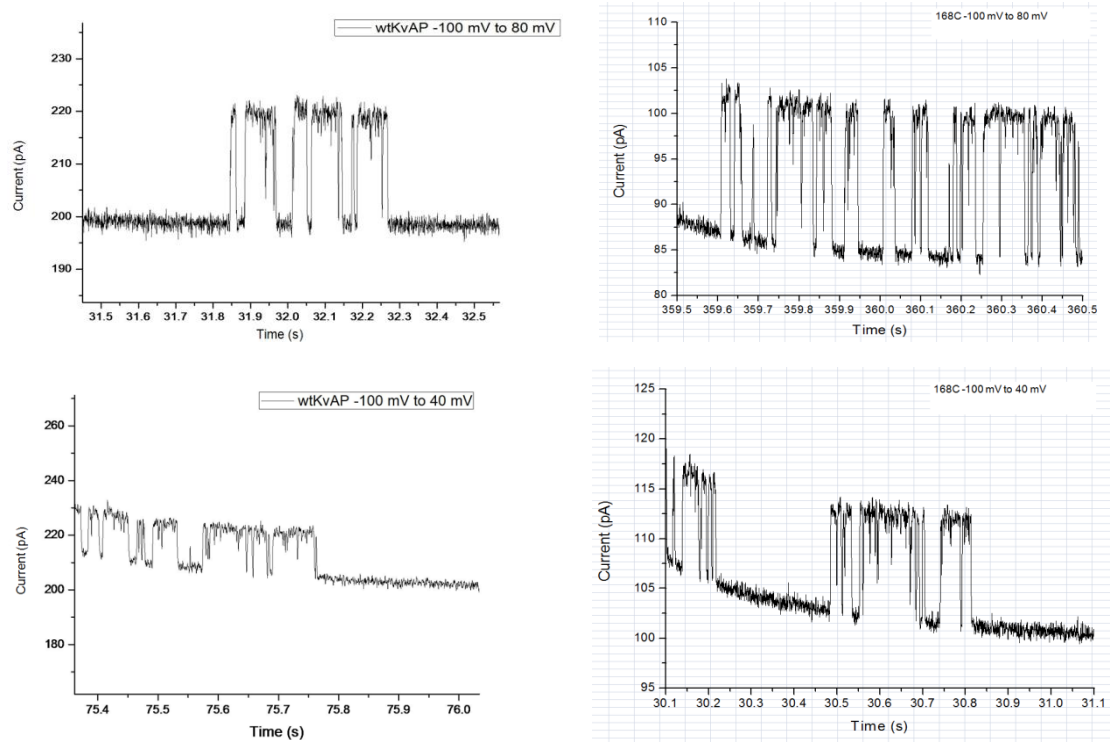 wtKvAP -100 mV to 80 mV
230
220
210
200
190
Current (pA)
31.5 31.6 31.7 31.8 31.9 32.0 32.1 32.2 32.3 32.4 32.5
Time (s)
168C -100 mV to 80 mV
110
105
100
95
90
85
80
Current (pA)
359.5 359.6 359.7 359.8 359.9 360.0 360.1 360.2 360.3 360.4 360.5
Time (s)
wtKvAP -100 mV to 40 mV
260
240
220
200
180
Current (pA)
75.4 75.5 75.6 75.7 75.8 75.9 76.0
Time (s)
168C -100 mV to 40 mV
125
120
115
110
105
100
95
Current (pA)
30.1 30.2 30.3 30.4 30.5 30.6 30.7 30.8 30.9 31.0 31.1
Time (s)